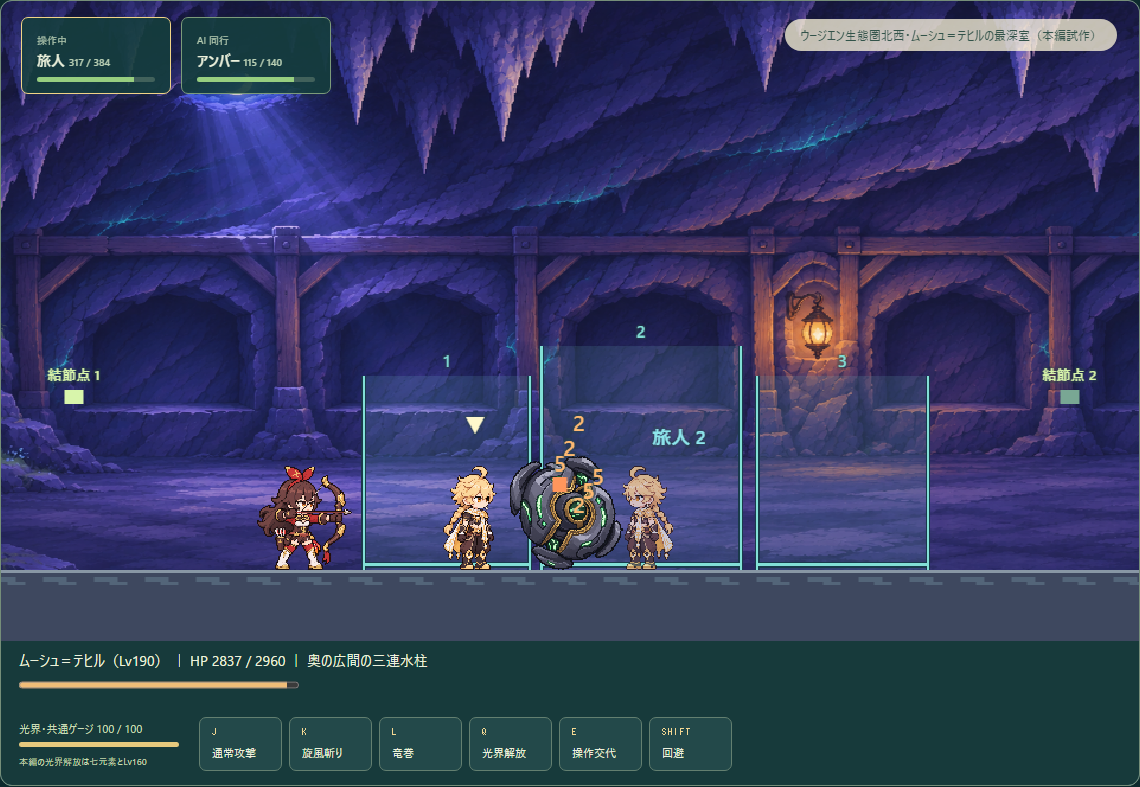 操作中
旅人 317 / 384
AI 同行
アンバー 115 / 140
ウージエン生態圏北西・ムーシュ＝テヒルの最深室（本編試作）
2
1
3
結節点 1
結節点 2
2
旅人 2
2
5
5
5
2
ムーシュ＝テヒル（Lv190） | HP 2837 / 2960 | 奥の広間の三連水柱
光界・共通ゲージ 100 / 100
本編の光界解放は七元素とLv160
J
通常攻撃
K
旋風斬り
L
竜巻
Q
光界解放
E
操作交代
SHIFT
回避